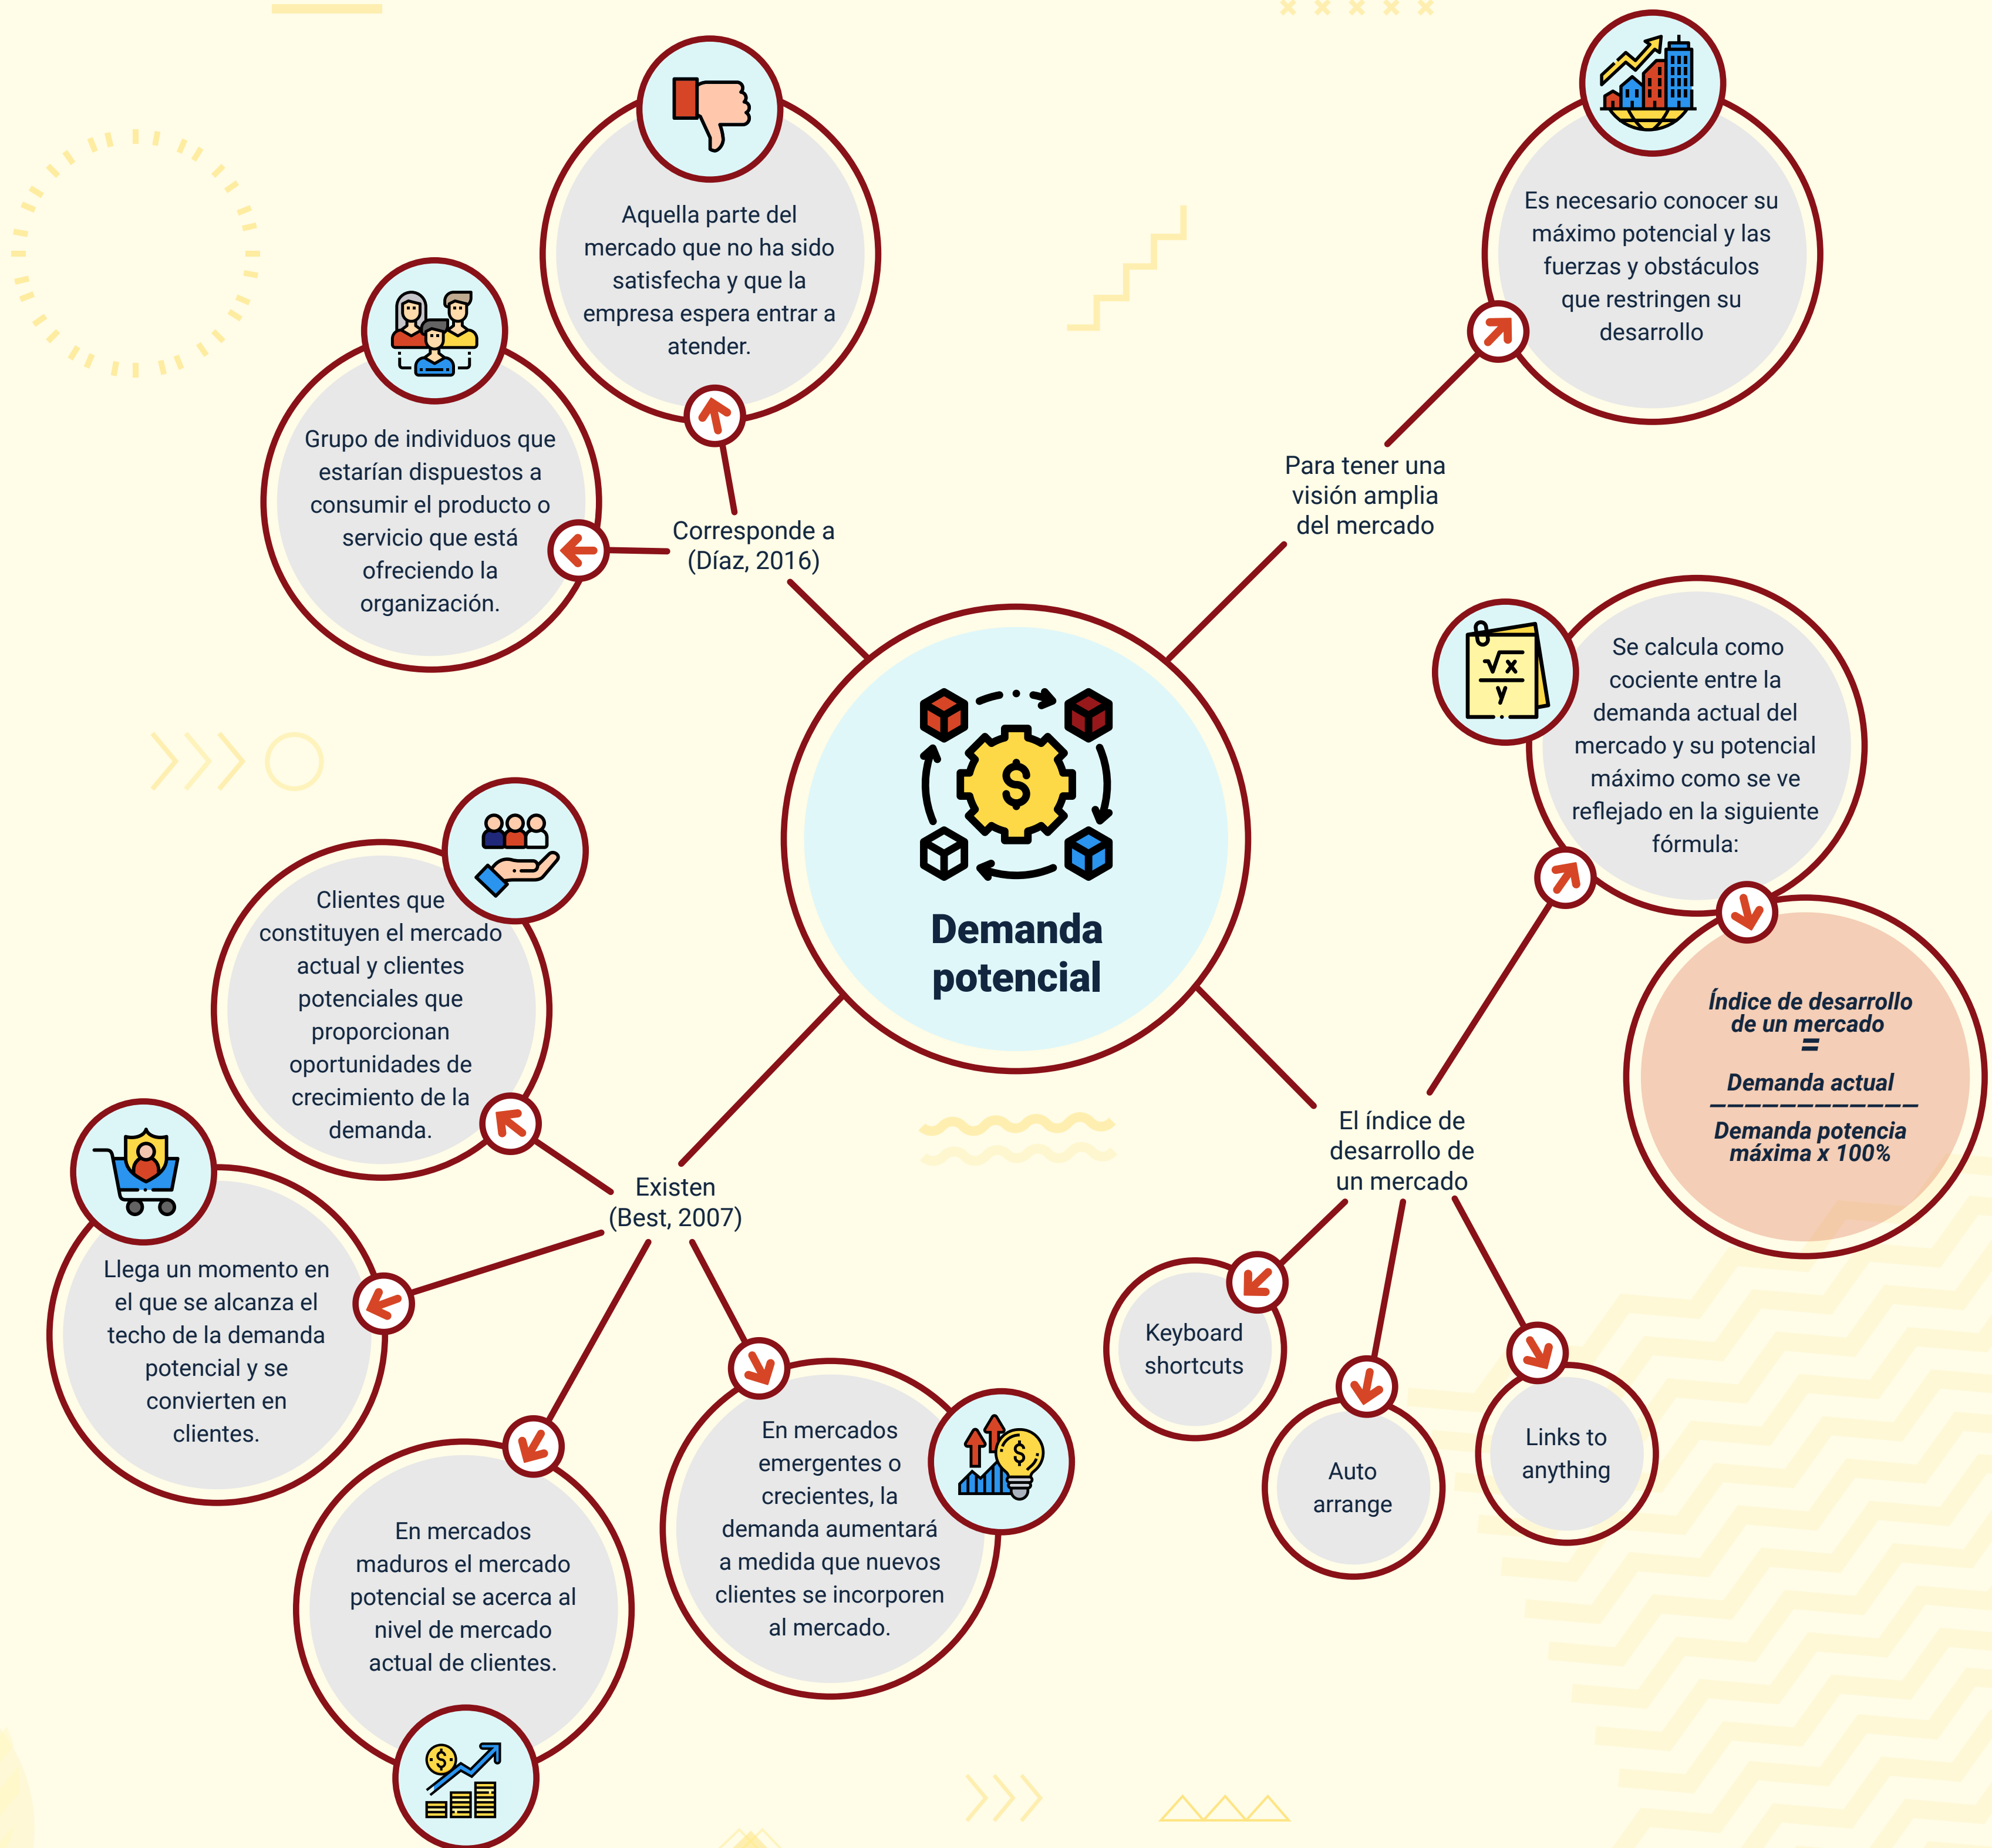 Demanda
potencial
Corresponde a
(Díaz, 2016)
Aquella parte del
mercado que no ha sido
satisfecha y que la
empresa espera entrar a
atender.
Grupo de individuos que
estarían dispuestos a
consumir el producto o
servicio que está
ofreciendo la
organización.
Para tener una
visión amplia
del mercado
Es necesario conocer su
máximo potencial y las
fuerzas y obstáculos
que restringen su
desarrollo
El índice de
desarrollo de
un mercado
Se calcula como
cociente entre la
demanda actual del
mercado y su potencial
máximo como se ve
reflejado en la siguiente
fórmula:
√x
y
Índice de desarrollo
de un mercado
=
Demanda actual
____________
Demanda potencia
máxima x 100%
Keyboard
shortcuts
Auto
arrange
Links to
anything
Existen
(Best, 2007)
Clientes que
constituyen el mercado
actual y clientes
potenciales que
proporcionan
oportunidades de
crecimiento de la
demanda.
Llega un momento en
el que se alcanza el
techo de la demanda
potencial y se
convierten en
clientes.
En mercados
maduros el mercado
potencial se acerca al
nivel de mercado
actual de clientes.
En mercados
emergentes o
crecientes, la
demanda aumentará
a medida que nuevos
clientes se incorporen
al mercado.